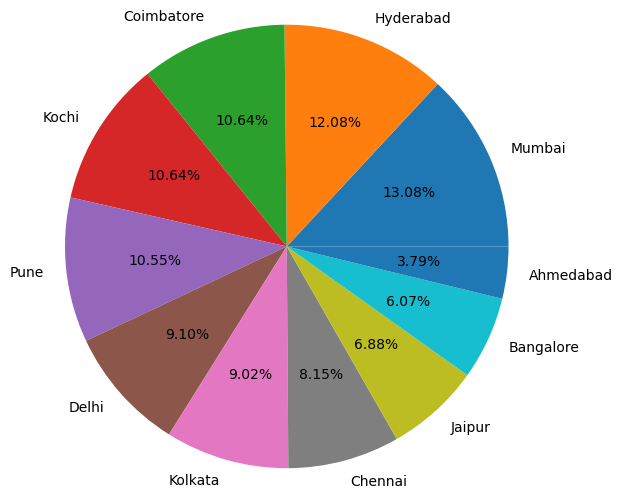 Coimbatore
Hyderabad
Kochi
10.64%
12.08%
Mumbai
10.64%
13.08%
Pune
10.55%
3.79%
Ahmedabad
6.07%
9.10%
6.88%
Bangalore
9.02%
8.15%
Delhi
Jaipur
Kolkata
Chennai